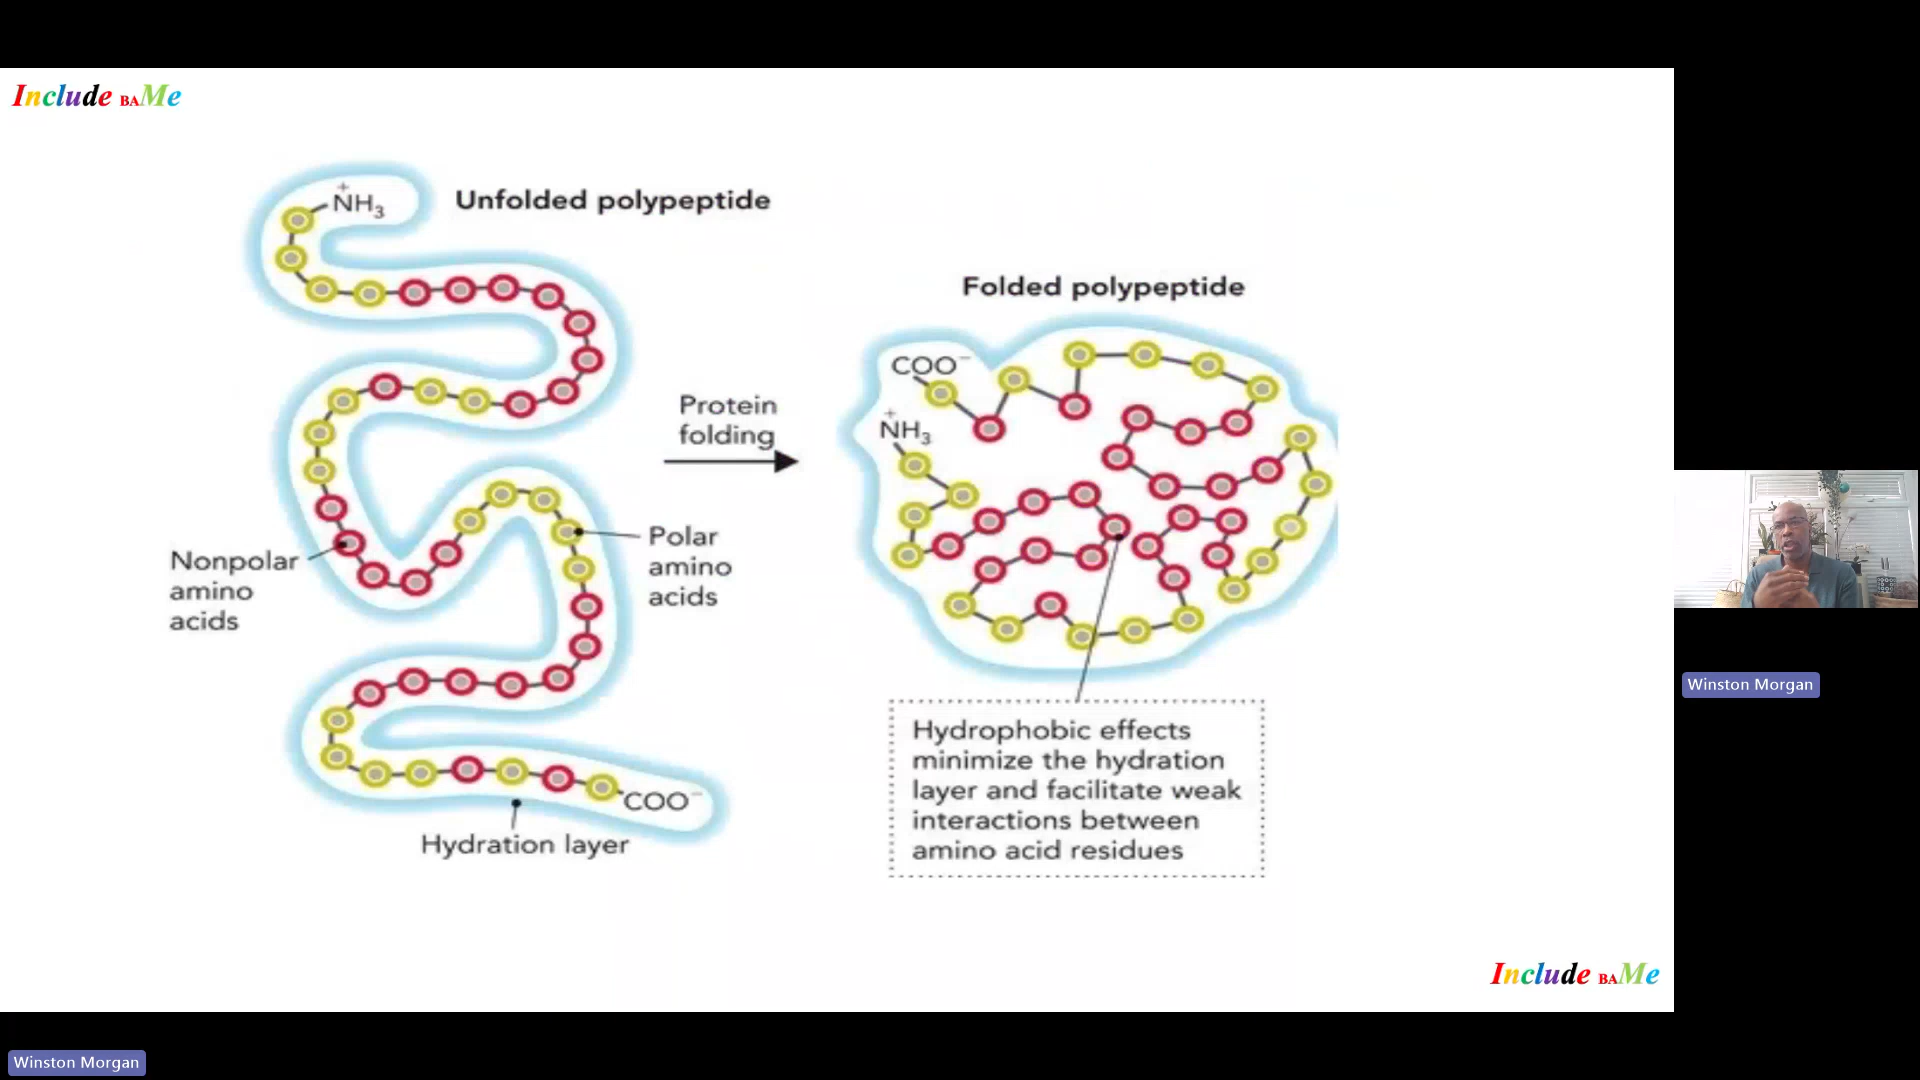 Include BAMe
NH3+
Unfolded polypeptide
Folded polypeptide
COO−
NH3+
Protein
folding
Nonpolar
amino
acids
Polar
amino
acids
Hydrophobic effects
minimize the hydration
layer and facilitate weak
interactions between
amino acid residues
COO−
Hydration layer
Include BAMe
Winston Morgan
Winston Morgan